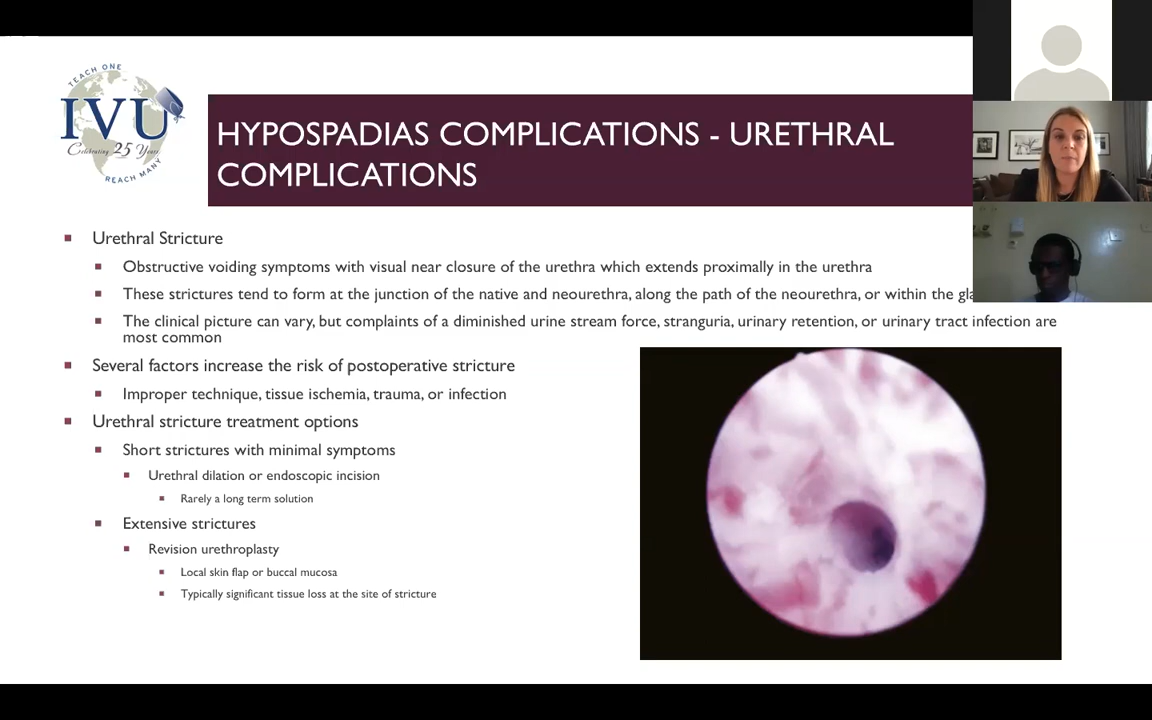 TEACH ONE
IVU
Celebrating 25 Years
REACH MANY
HYPOSPADIAS COMPLICATIONS - URETHRAL
COMPLICATIONS
Urethral Stricture
Obstructive voiding symptoms with visual near closure of the urethra which extends proximally in the urethra
These strictures tend to form at the junction of the native and neourethra, along the path of the neourethra, or within the
The clinical picture can vary, but complaints of a diminished urine stream force, stranguria, urinary retention, or urinary tract infection are
most common
Several factors increase the risk of postoperative stricture
Improper technique, tissue ischemia, trauma, or infection
Urethral stricture treatment options
Short strictures with minimal symptoms
Urethral dilation or endoscopic incision
Rarely a long term solution
Extensive strictures
Revision urethroplasty
Local skin flap or buccal mucosa
Typically significant tissue loss at the site of stricture